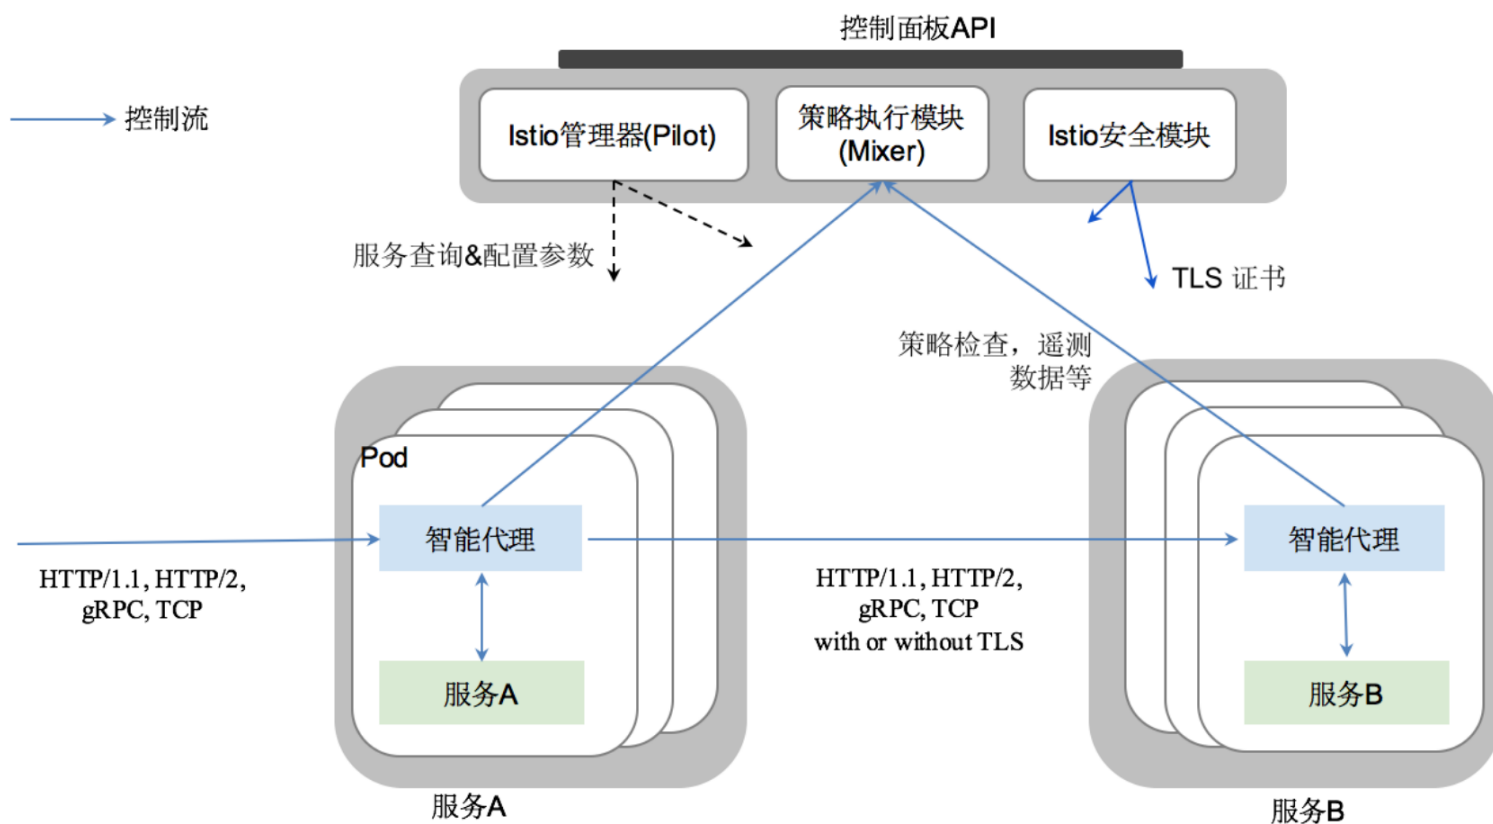 控制面板API
控制流
Istio管理器(Pilot)
策略执行模块
(Mixer)
Istio安全模块
服务查询&配置参数
TLS 证书
策略检查，遥测
数据等
Pod
智能代理
智能代理
HTTP/1.1, HTTP/2,
gRPC, TCP
HTTP/1.1, HTTP/2,
gRPC, TCP
with or without TLS
服务A
服务B
服务A
服务B